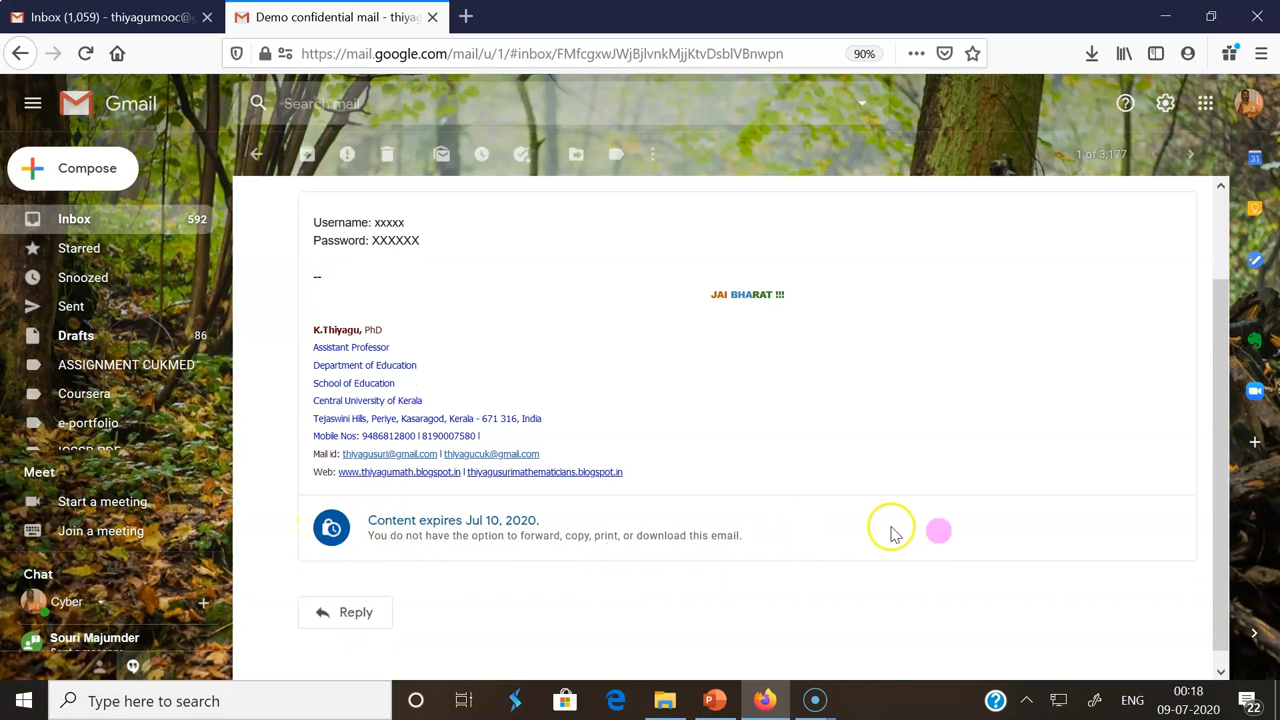 Inbox (1,059) - thiyagumooc@g
Demo confidential mail - thiyag
https://mail.google.com/mail/u/1/#inbox/FMfcgxwJWjBjlvnkMjjKtvDsblVBnwpn
90%
Gmail
Search mail
Compose
1 of 3,177
31
Inbox 592
Starred
Snoozed
Sent
Drafts 86
ASSIGNMENT CUKMED
Coursera
e-portfolio
Meet
Start a meeting
Join a meeting
Chat
Cyber
Souri Majumder
Username: xxxxx
Password: XXXXXX
--
JAI BHARAT !!!
K.Thiyagu, PhD
Assistant Professor
Department of Education
School of Education
Central University of Kerala
Tejaswini Hills, Periye, Kasaragod, Kerala - 671 316, India
Mobile Nos: 9486812800 l 8190007580 l
Mail id: thiyagusuri@gmail.com l thiyagucuk@gmail.com
Web: www.thiyagumath.blogspot.in l thiyagusurimathematicians.blogspot.in
Content expires Jul 10, 2020.
You do not have the option to forward, copy, print, or download this email.
Reply
Type here to search
ENG
00:18
09-07-2020
22